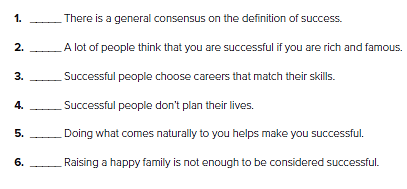 1. _____ There is a general consensus on the definition of success.
2. _____ A lot of people think that you are successful if you are rich and famous.
3. _____ Successful people choose careers that match their skills.
4. _____ Successful people don't plan their lives.
5. _____ Doing what comes naturally to you helps make you successful.
6. _____ Raising a happy family is not enough to be considered successful.